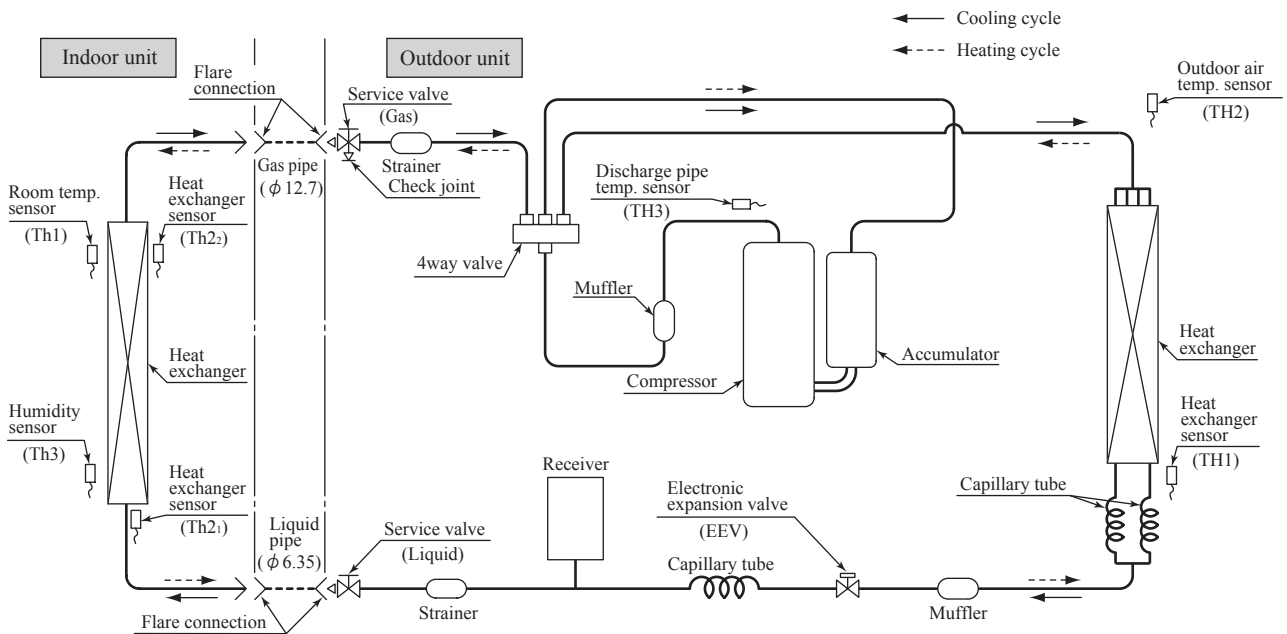 Cooling cycle
Heating cycle
Indoor unit
Outdoor unit
Flare
connection
Service valve
(Gas)
Outdoor air
temp. sensor
(TH2)
Gas pipe
(ϕ 12.7)
Strainer
Check joint
Discharge pipe
temp. sensor
(TH3)
Room temp.
sensor
(Th1)
Heat
exchanger
sensor
(Th2₂)
4way valve
Muffler
Heat
exchanger
Compressor
Accumulator
Heat
exchanger
Humidity
sensor
(Th3)
Heat
exchanger
sensor
(TH1)
Heat
exchanger
sensor
(Th2₁)
Liquid
pipe
(ϕ 6.35)
Service valve
(Liquid)
Receiver
Electronic
expansion valve
(EEV)
Capillary tube
Capillary tube
Flare connection
Strainer
Muffler